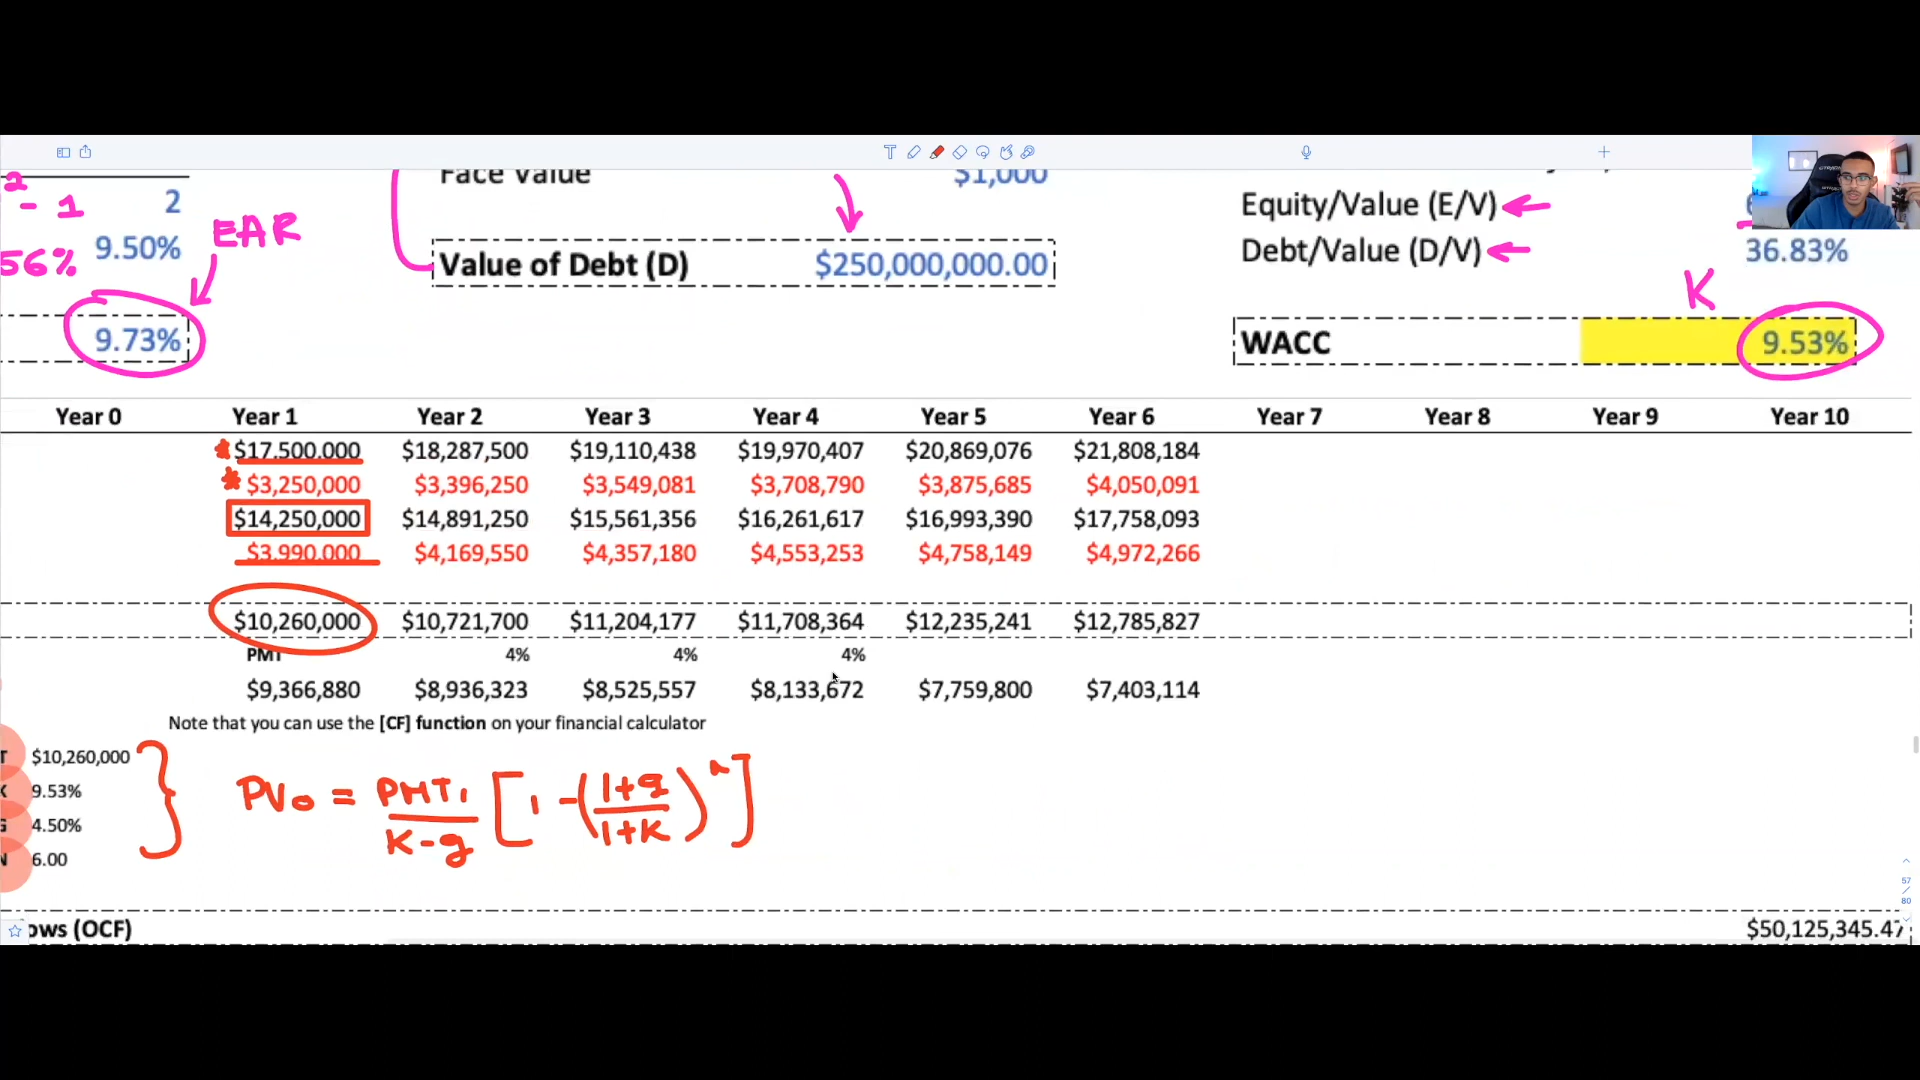 Face Value $1,000
2
- 1 2
Equity/Value (E/V)
EAR
56% 9.50%
Debt/Value (D/V) 36.83%
Value of Debt (D) $250,000,000.00
K
9.73%
WACC 9.53%
Year 0 Year 1 Year 2 Year 3 Year 4 Year 5 Year 6 Year 7 Year 8 Year 9 Year 10
* $17,500,000 $18,287,500 $19,110,438 $19,970,407 $20,869,076 $21,808,184
* $3,250,000 $3,396,250 $3,549,081 $3,708,790 $3,875,685 $4,050,091
$14,250,000 $14,891,250 $15,561,356 $16,261,617 $16,993,390 $17,758,093
$3,990,000 $4,169,550 $4,357,180 $4,553,253 $4,758,149 $4,972,266
$10,260,000 $10,721,700 $11,204,177 $11,708,364 $12,235,241 $12,785,827
PMT 4% 4% 4%
$9,366,880 $8,936,323 $8,525,557 $8,133,672 $7,759,800 $7,403,114
Note that you can use the [CF] function on your financial calculator
T $10,260,000
K 9.53%
G 4.50%
N 6.00
PV0 = PMT1 / K-g [1 - (1+g / 1+K)^n]
57
/
80
ows (OCF) $50,125,345.47